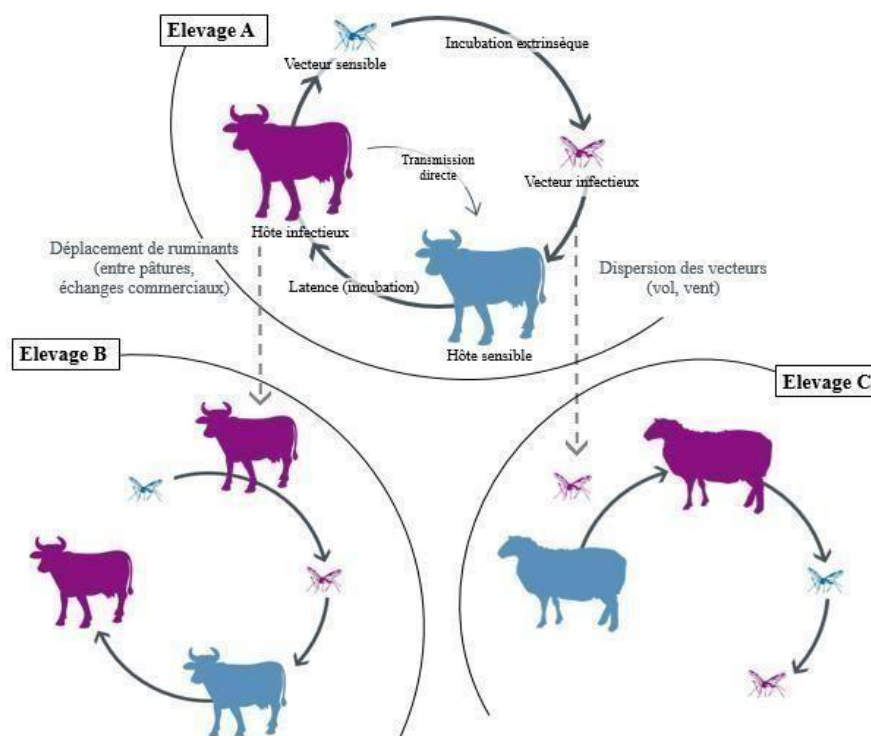 Elevage A
Incubation extrinsèque
Vecteur sensible
Transmission
directe
Vecteur infectieux
Hôte infectieux
Déplacement de ruminants
(entre pâtures,
échanges commerciaux)
Latence (incubation)
Dispersion des vecteurs
(vol, vent)
Hôte sensible
Elevage B
Elevage C